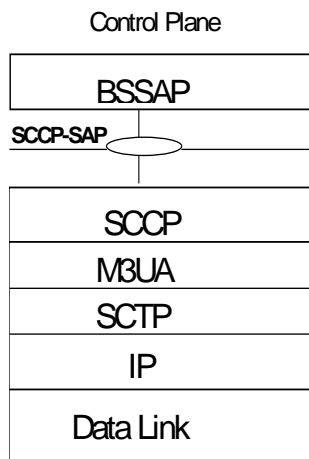 Control Plane
BSSAP
SCCP-SAP
SCCP
M3UA
SCTP
IP
Data Link